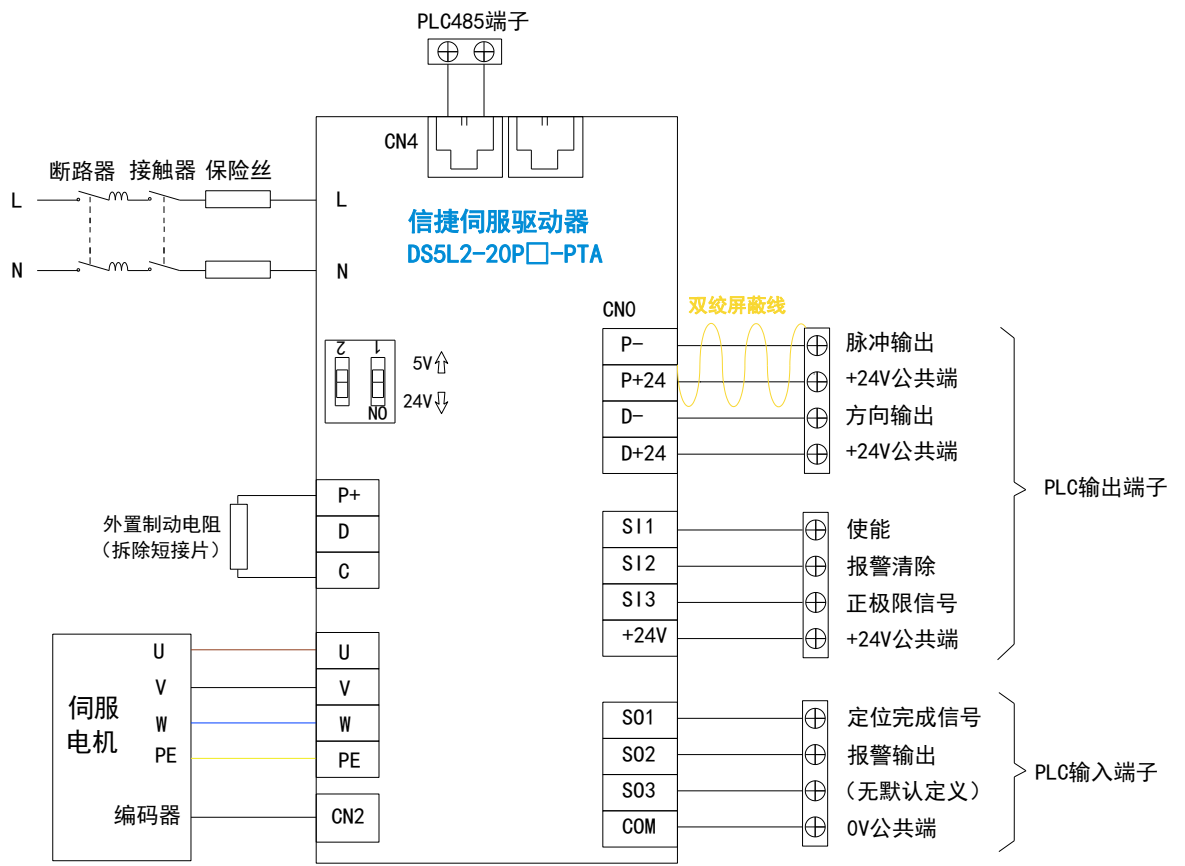 PLC485端子
CN4
断路器 接触器 保险丝
L
L
N
N
信捷伺服驱动器
DS5L2-20P□-PTA
2 1
5V
24V
NO
CN0
双绞屏蔽线
P-
脉冲输出
P+24
+24V公共端
D-
方向输出
D+24
+24V公共端
PLC输出端子
P+
D
C
外置制动电阻
(拆除短接片)
SI1
使能
SI2
报警清除
SI3
正极限信号
+24V
+24V公共端
伺服
电机
U
U
V
V
W
W
PE
PE
编码器
CN2
SO1
定位完成信号
SO2
报警输出
SO3
(无默认定义)
COM
0V公共端
PLC输入端子